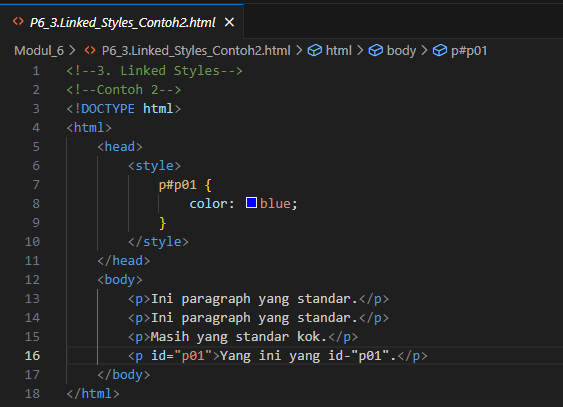 P6_3.Linked_Styles_Contoh2.html
Modul_6 > P6_3.Linked_Styles_Contoh2.html > html > body > p#p01
1 <!--3. Linked Styles-->
2 <!--Contoh 2-->
3 <!DOCTYPE html>
4 <html>
5 <head>
6 <style>
7 p#p01 {
8 color: blue;
9 }
10 </style>
11 </head>
12 <body>
13 <p>Ini paragraph yang standar.</p>
14 <p>Ini paragraph yang standar.</p>
15 <p>Masih yang standar kok.</p>
16 <p id="p01">Yang ini yang id-"p01".</p>
17 </body>
18 </html>